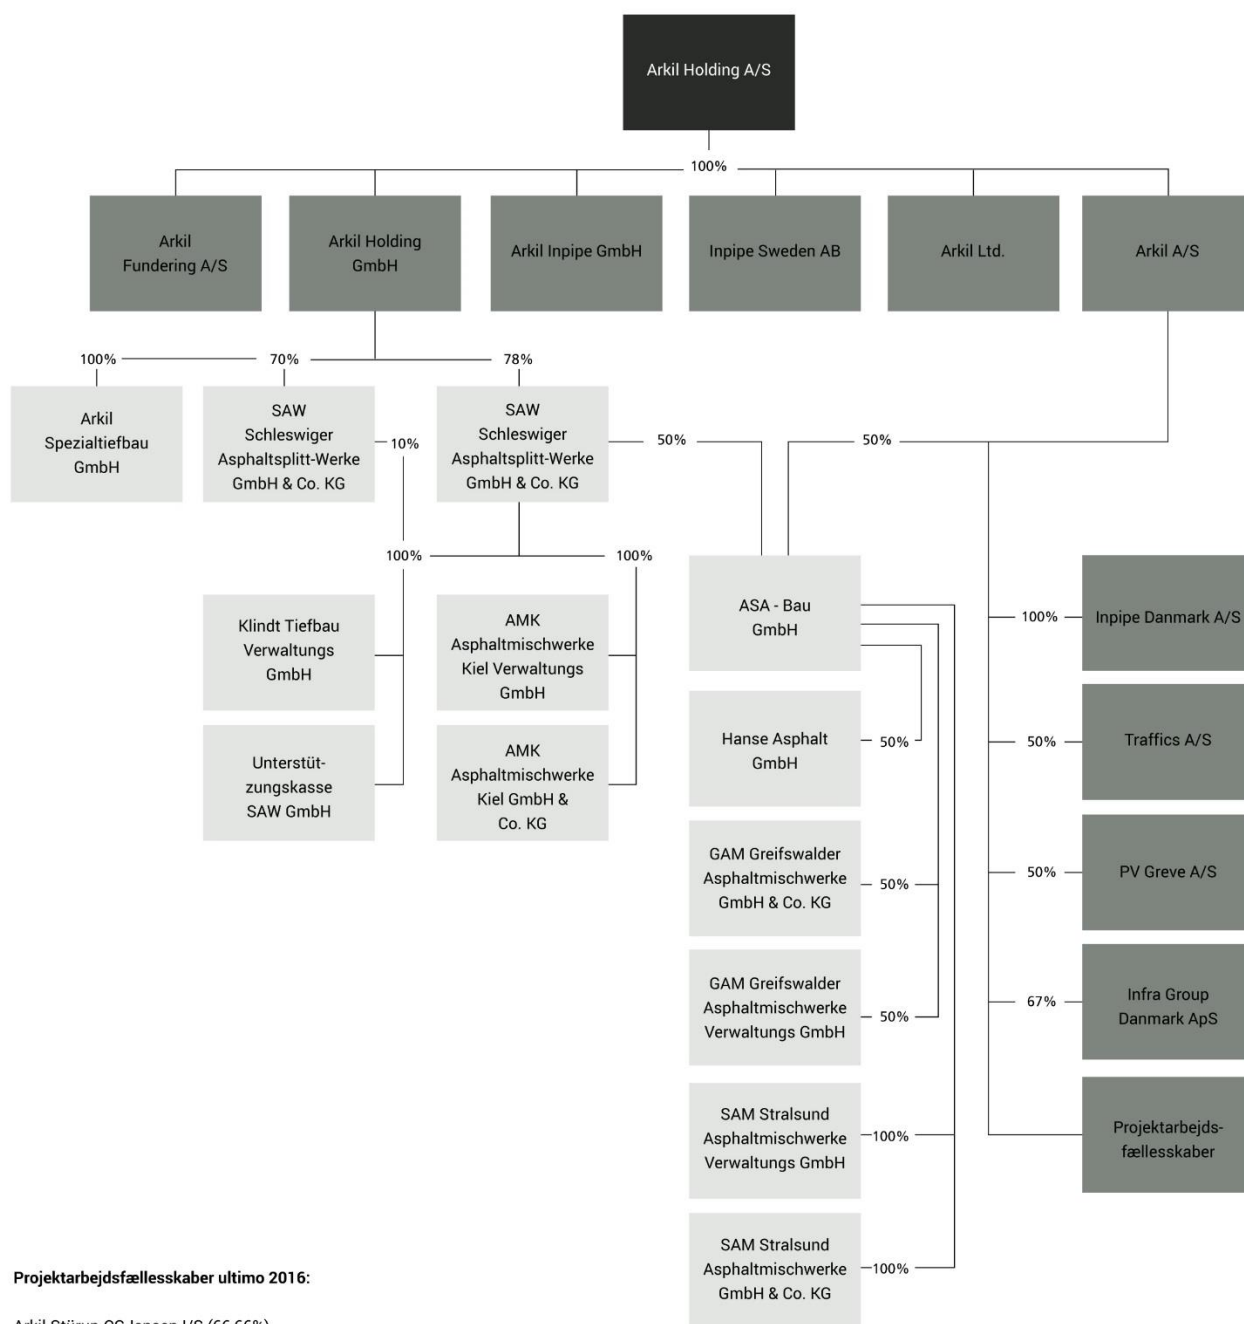 Arkil Holding A/S
100%
Arkil
Fundering A/S
Arkil Holding
GmbH
Arkil Inpipe GmbH
Inpipe Sweden AB
Arkil Ltd.
Arkil A/S
100%
70%
78%
Arkil
Spezialtiefbau
GmbH
SAW
Schleswiger
Asphaltsplitt-Werke
GmbH & Co. KG
10%
SAW
Schleswiger
Asphaltsplitt-Werke
GmbH & Co. KG
50%
50%
100%
100%
Klindt Tiefbau
Verwaltungs
GmbH
AMK
Asphaltmischwerke
Kiel Verwaltungs
GmbH
ASA - Bau
GmbH
100%
Inpipe Danmark A/S
Unterstüt-
zungskasse
SAW GmbH
AMK
Asphaltmischwerke
Kiel GmbH &
Co. KG
Hanse Asphalt
GmbH
50%
50%
Traffics A/S
GAM Greifswalder
Asphaltmischwerke
GmbH & Co. KG
50%
50%
PV Greve A/S
GAM Greifswalder
Asphaltmischwerke
Verwaltungs GmbH
50%
67%
Infra Group
Danmark ApS
SAM Stralsund
Asphaltmischwerke
Verwaltungs GmbH
100%
Projektarbejds-
fællesskaber
SAM Stralsund
Asphaltmischwerke
GmbH & Co. KG
100%
Projektarbejdsfællesskaber ultimo 2016: